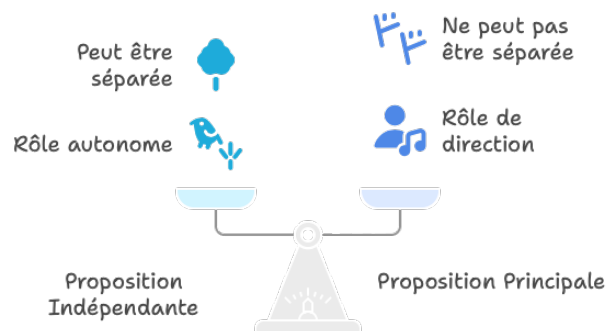 Peut être
séparée
Rôle autonome
Ne peut pas
être séparée
Rôle de
direction
Proposition
Indépendante
Proposition Principale